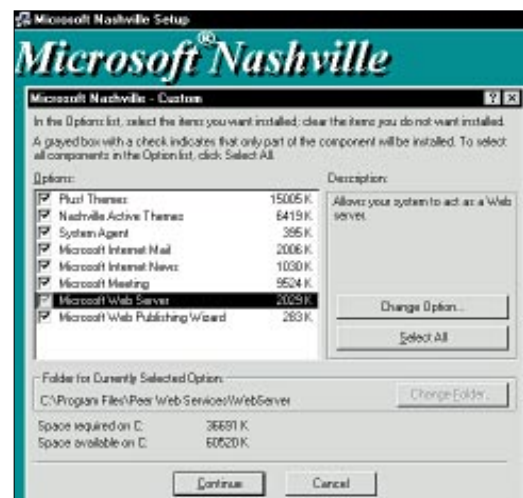 Microsoft Nashville Setup
Microsoft® Nashville
Microsoft Nashville - Custom
In the Options list, select the items you want installed; clear the items you do not want installed.
A grayed box with a check indicates that only part of the component will be installed. To select all components in the Option list, click Select All.
Options:
Plus! Themes 15005 K
Nashville Active Themes 6419 K
System Agent 395 K
Microsoft Internet Mail 2006 K
Microsoft Internet News 1030 K
Microsoft Meeting 9524 K
Microsoft Web Server 2029 K
Microsoft Web Publishing Wizard 283 K
Description:
Allows your system to act as a Web server.
Change Option...
Select All
Folder for Currently Selected Option:
C:\Program Files\Peer Web Services\WebServer
Change Folder...
Space required on C: 36691 K
Space available on C: 60520 K
Continue
Cancel